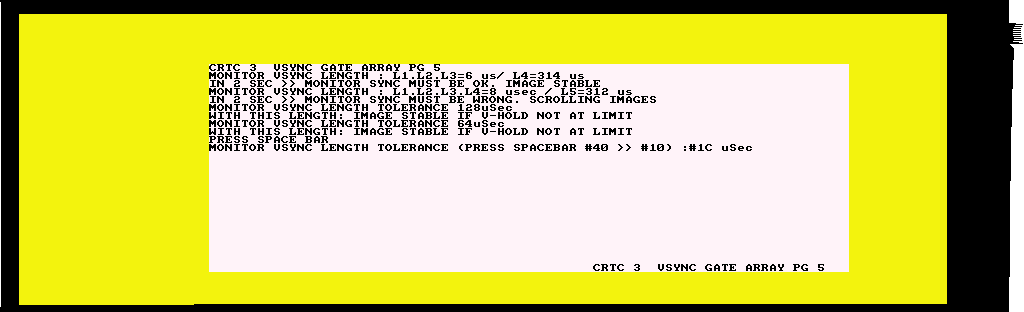 CRTC 3  VSYNC GATE ARRAY PG 5
MONITOR VSYNC LENGTH : L1.L2.L3=6 us/ L4=314 us
IN 2 SEC >> MONITOR SYNC MUST BE OK. IMAGE STABLE
MONITOR VSYNC LENGTH : L1.L2.L3.L4=8 usec / L5=312 us
IN 2 SEC >> MONITOR SYNC MUST BE WRONG. SCROLLING IMAGES
MONITOR VSYNC LENGTH TOLERANCE 128uSec
WITH THIS LENGTH: IMAGE STABLE IF V-HOLD NOT AT LIMIT
MONITOR VSYNC LENGTH TOLERANCE 64uSec
WITH THIS LENGTH: IMAGE STABLE IF V-HOLD NOT AT LIMIT
PRESS SPACE BAR
MONITOR VSYNC LENGTH TOLERANCE (PRESS SPACEBAR #40 >> #10) :#1C uSec
CRTC 3  VSYNC GATE ARRAY PG 5